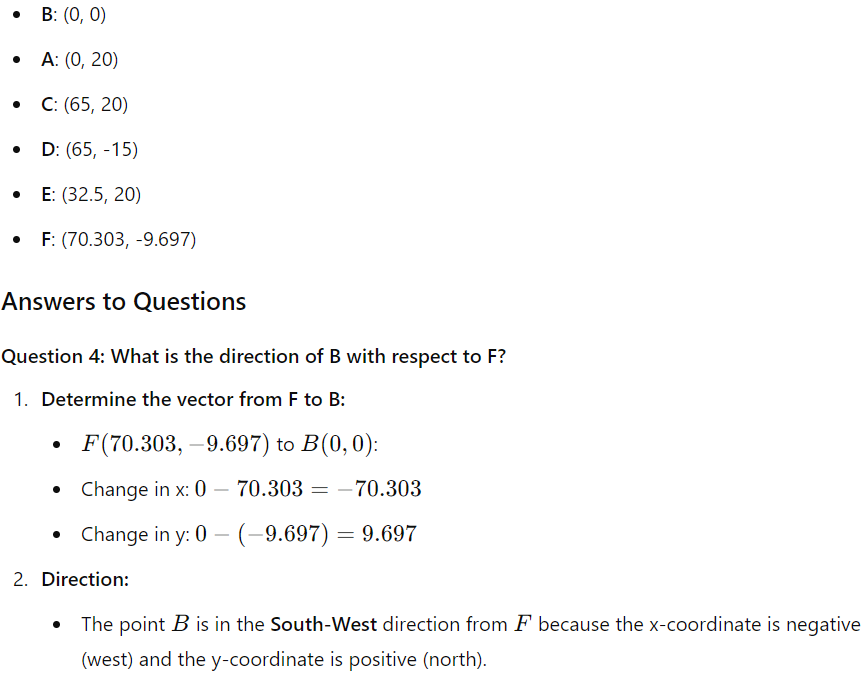 • B: (0, 0)
• A: (0, 20)
• C: (65, 20)
• D: (65, -15)
• E: (32.5, 20)
• F: (70.303, -9.697)
Answers to Questions
Question 4: What is the direction of B with respect to F?
1. Determine the vector from F to B:
• F(70.303, −9.697) to B(0, 0):
• Change in x: 0 − 70.303 = −70.303
• Change in y: 0 − (−9.697) = 9.697
2. Direction:
• The point B is in the South-West direction from F because the x-coordinate is negative
(west) and the y-coordinate is positive (north).